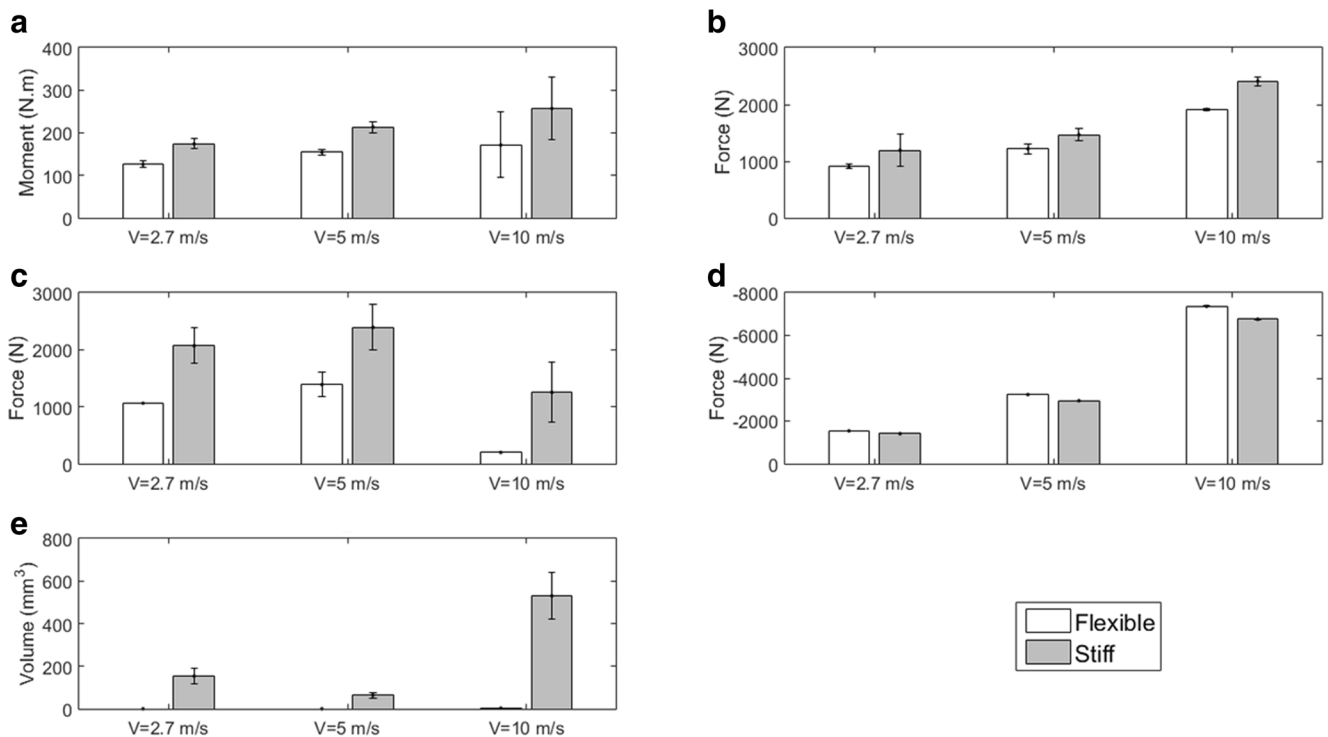 a
400
300
200
100
0
Moment (N.m)
V=2.7 m/s
V=5 m/s
V=10 m/s
b
3000
2000
1000
0
Force (N)
V=2.7 m/s
V=5 m/s
V=10 m/s
c
3000
2000
1000
0
Force (N)
V=2.7 m/s
V=5 m/s
V=10 m/s
d
-8000
-6000
-4000
-2000
0
Force (N)
V=2.7 m/s
V=5 m/s
V=10 m/s
e
800
600
400
200
0
Volume (mm³)
V=2.7 m/s
V=5 m/s
V=10 m/s
Flexible
Stiff